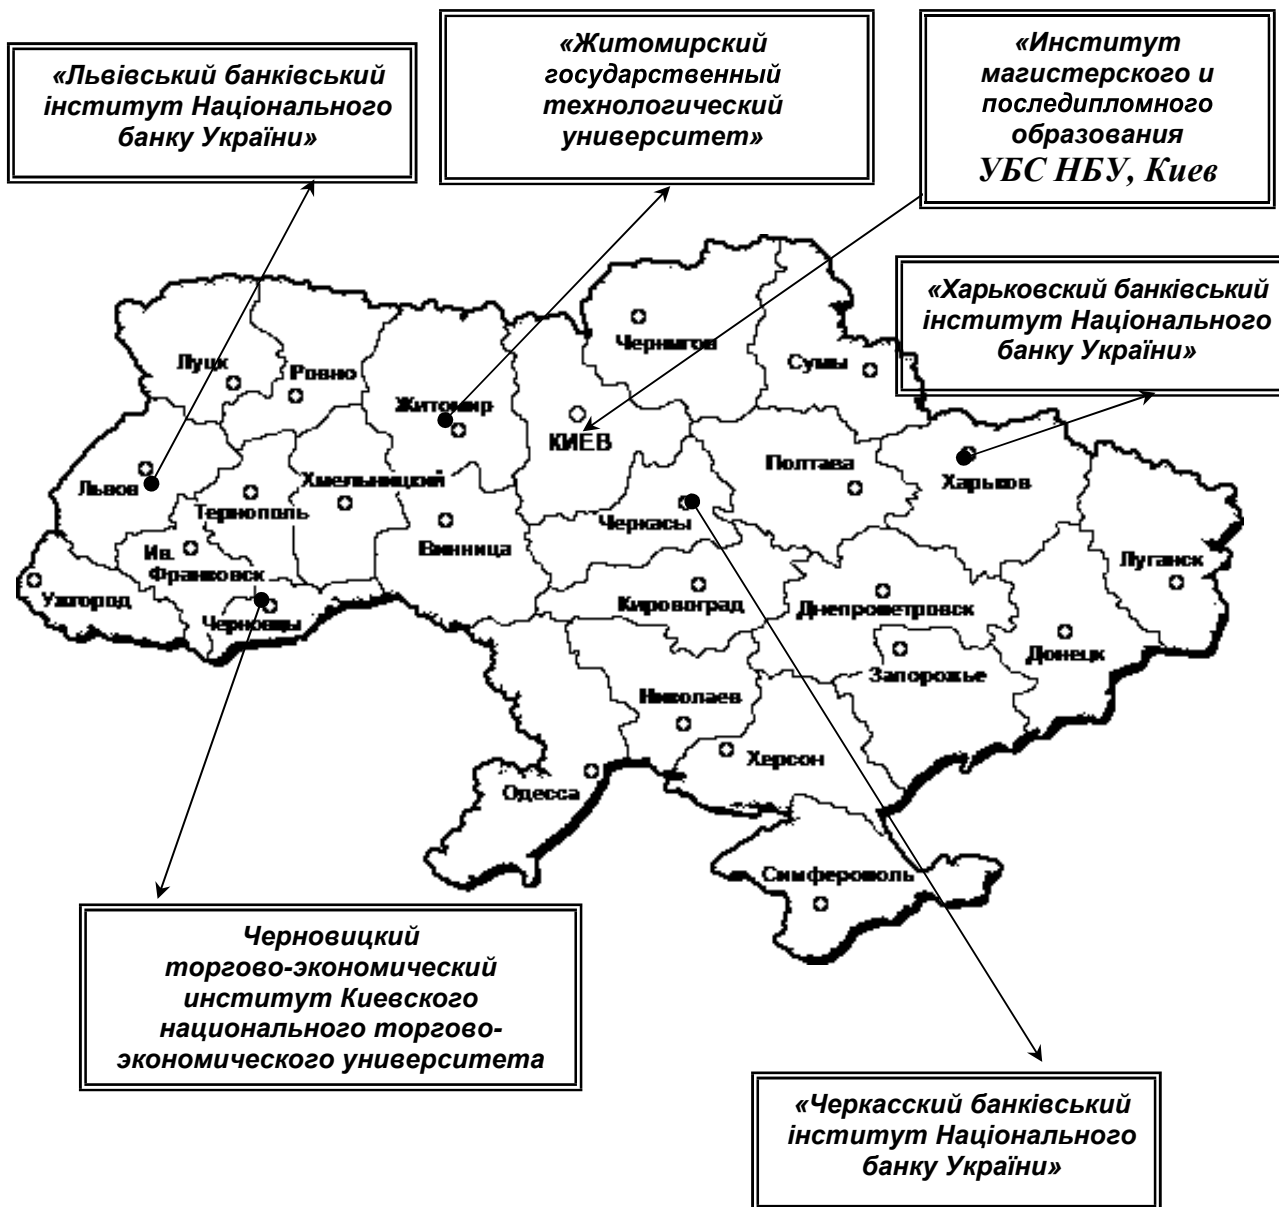 «Львівський банківський
інститут Національного
банку України»
«Житомирский
государственный
технологический
университет»
«Институт
магистерского и
последипломного
образования
УБС НБУ, Киев
«Харьковский банківський
інститут Національного
банку України»
Чернигов
Сумы
Луцк
Ровно
Житомир
КИЕВ
Полтава
Харьков
Львов
Хмельницкий
Тернополь
Черкасы
Винница
Ив.
Франковск
Луганск
Ужгород
Кировоград
Днепропетровск
Черновцы
Донецк
Запорожье
Николаев
Херсон
Одесса
Симферополь
Черновицкий
торгово-экономический
институт Киевского
национального торгово-
экономического университета
«Черкасский банківський
інститут Національного
банку України»